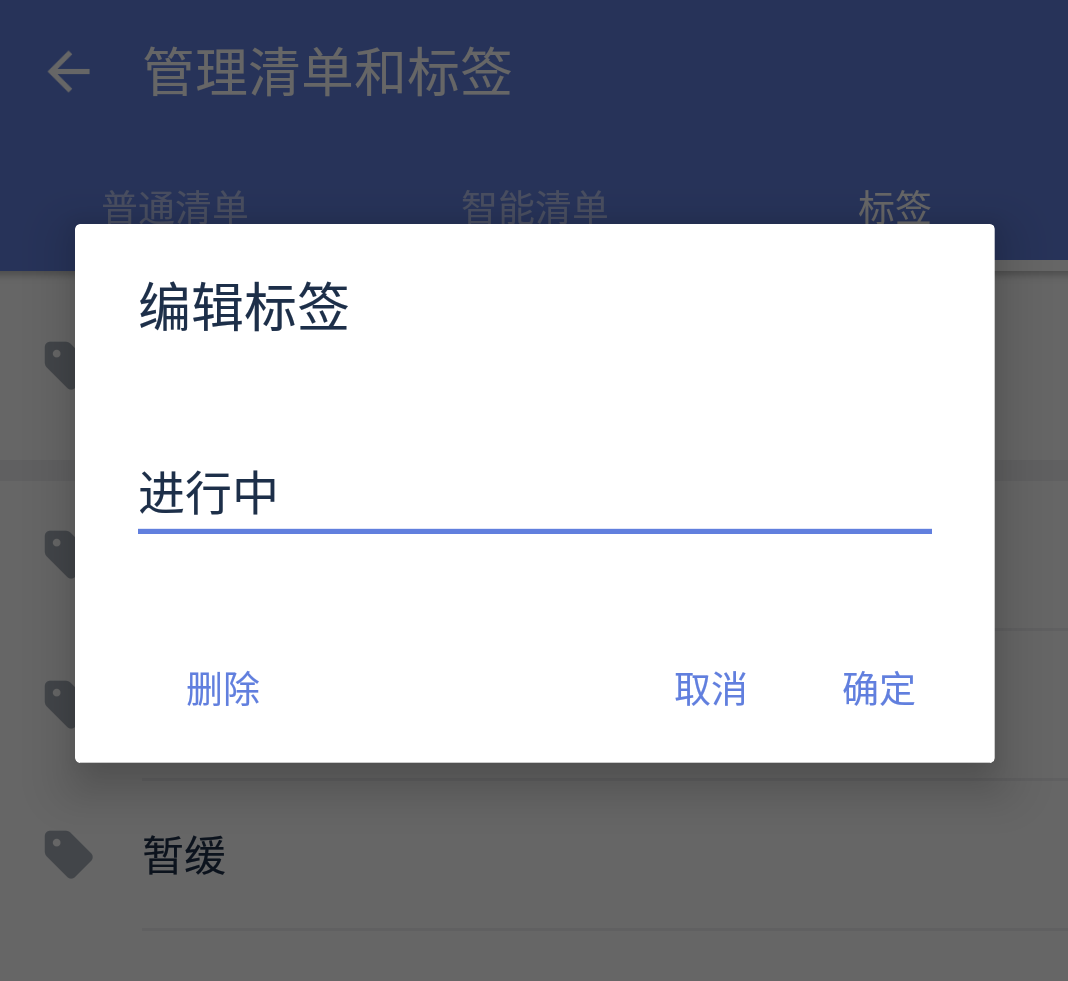 管理清单和标签
普通清单 智能清单 标签
编辑标签
进行中
删除 取消 确定
暂缓